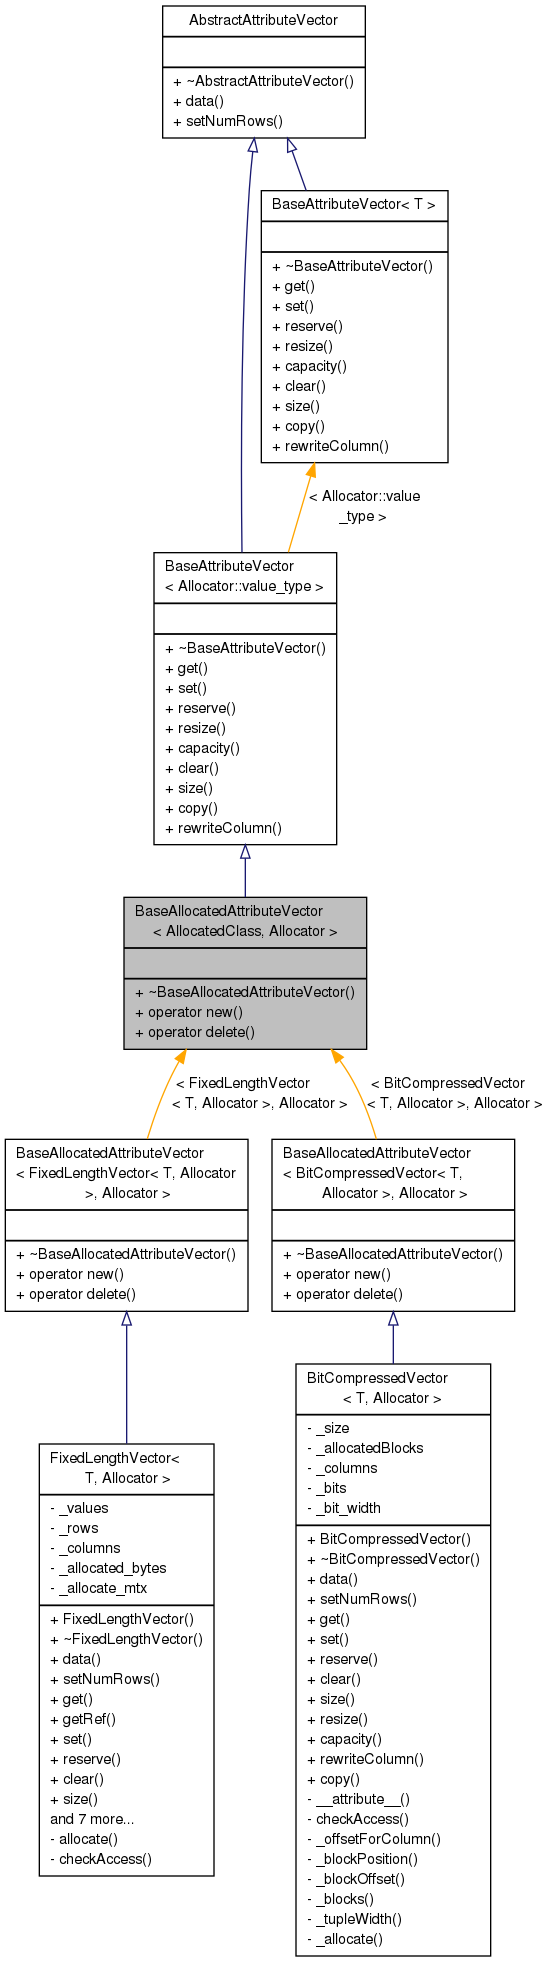 AbstractAttributeVector
+ ~AbstractAttributeVector()
+ data()
+ setNumRows()
BaseAttributeVector< T >
+ ~BaseAttributeVector()
+ get()
+ set()
+ reserve()
+ resize()
+ capacity()
+ clear()
+ size()
+ copy()
+ rewriteColumn()
< Allocator::value
_type >
BaseAttributeVector
< Allocator::value_type >
+ ~BaseAttributeVector()
+ get()
+ set()
+ reserve()
+ resize()
+ capacity()
+ clear()
+ size()
+ copy()
+ rewriteColumn()
BaseAllocatedAttributeVector
< AllocatedClass, Allocator >
+ ~BaseAllocatedAttributeVector()
+ operator new()
+ operator delete()
< FixedLengthVector
< T, Allocator >, Allocator >
< BitCompressedVector
< T, Allocator >, Allocator >
BaseAllocatedAttributeVector
< FixedLengthVector< T, Allocator
>, Allocator >
+ ~BaseAllocatedAttributeVector()
+ operator new()
+ operator delete()
BaseAllocatedAttributeVector
< BitCompressedVector< T,
Allocator >, Allocator >
+ ~BaseAllocatedAttributeVector()
+ operator new()
+ operator delete()
FixedLengthVector<
T, Allocator >
- _values
- _rows
- _columns
- _allocated_bytes
- _allocate_mtx
+ FixedLengthVector()
+ ~FixedLengthVector()
+ data()
+ setNumRows()
+ get()
+ getRef()
+ set()
+ reserve()
+ clear()
+ size()
and 7 more...
- allocate()
- checkAccess()
BitCompressedVector
< T, Allocator >
- _size
- _allocatedBlocks
- _columns
- _bits
- _bit_width
+ BitCompressedVector()
+ ~BitCompressedVector()
+ data()
+ setNumRows()
+ get()
+ set()
+ reserve()
+ clear()
+ size()
+ resize()
+ capacity()
+ rewriteColumn()
+ copy()
- __attribute__()
- checkAccess()
- _offsetForColumn()
- _blockPosition()
- _blockOffset()
- _blocks()
- _tupleWidth()
- _allocate()